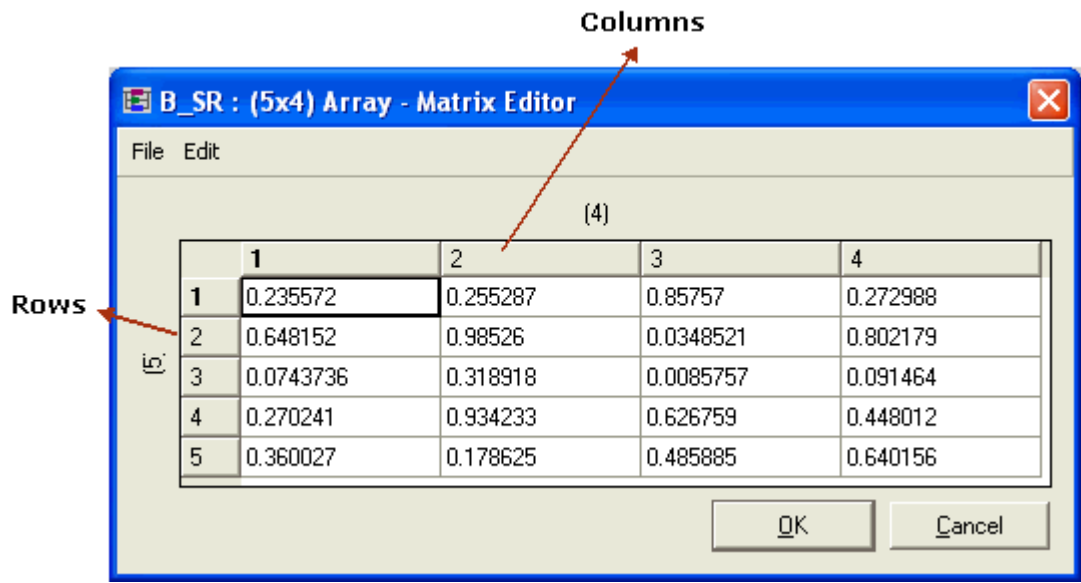 Columns
B_SR : (5x4) Array - Matrix Editor
File Edit
(4)
1 2 3 4
Rows
1 0.235572 0.255287 0.85757 0.272988
2 0.648152 0.98526 0.0348521 0.802179
(5.
3 0.0743736 0.318918 0.0085757 0.091464
4 0.270241 0.934233 0.626759 0.448012
5 0.360027 0.178625 0.485885 0.640156
OK Cancel